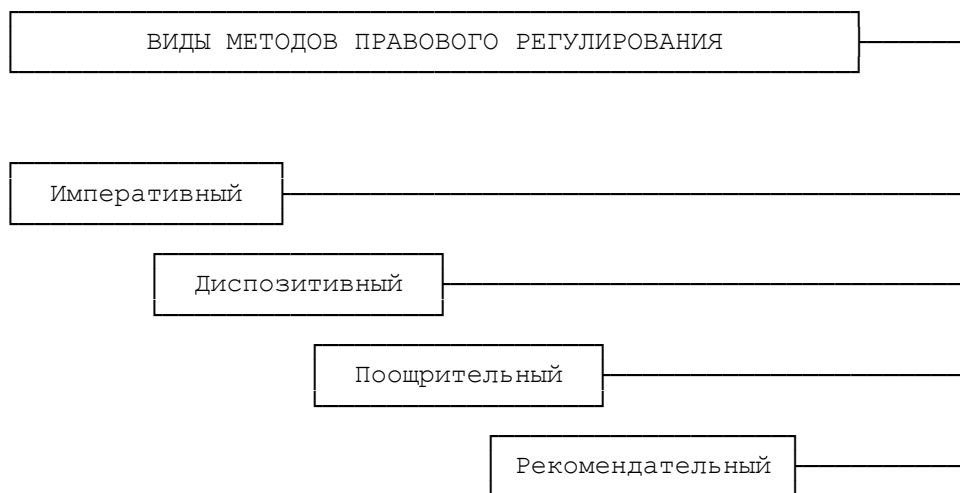 ВИДЫ МЕТОДОВ ПРАВОВОГО РЕГУЛИРОВАНИЯ
Императивный
Диспозитивный
Поощрительный
Рекомендательный